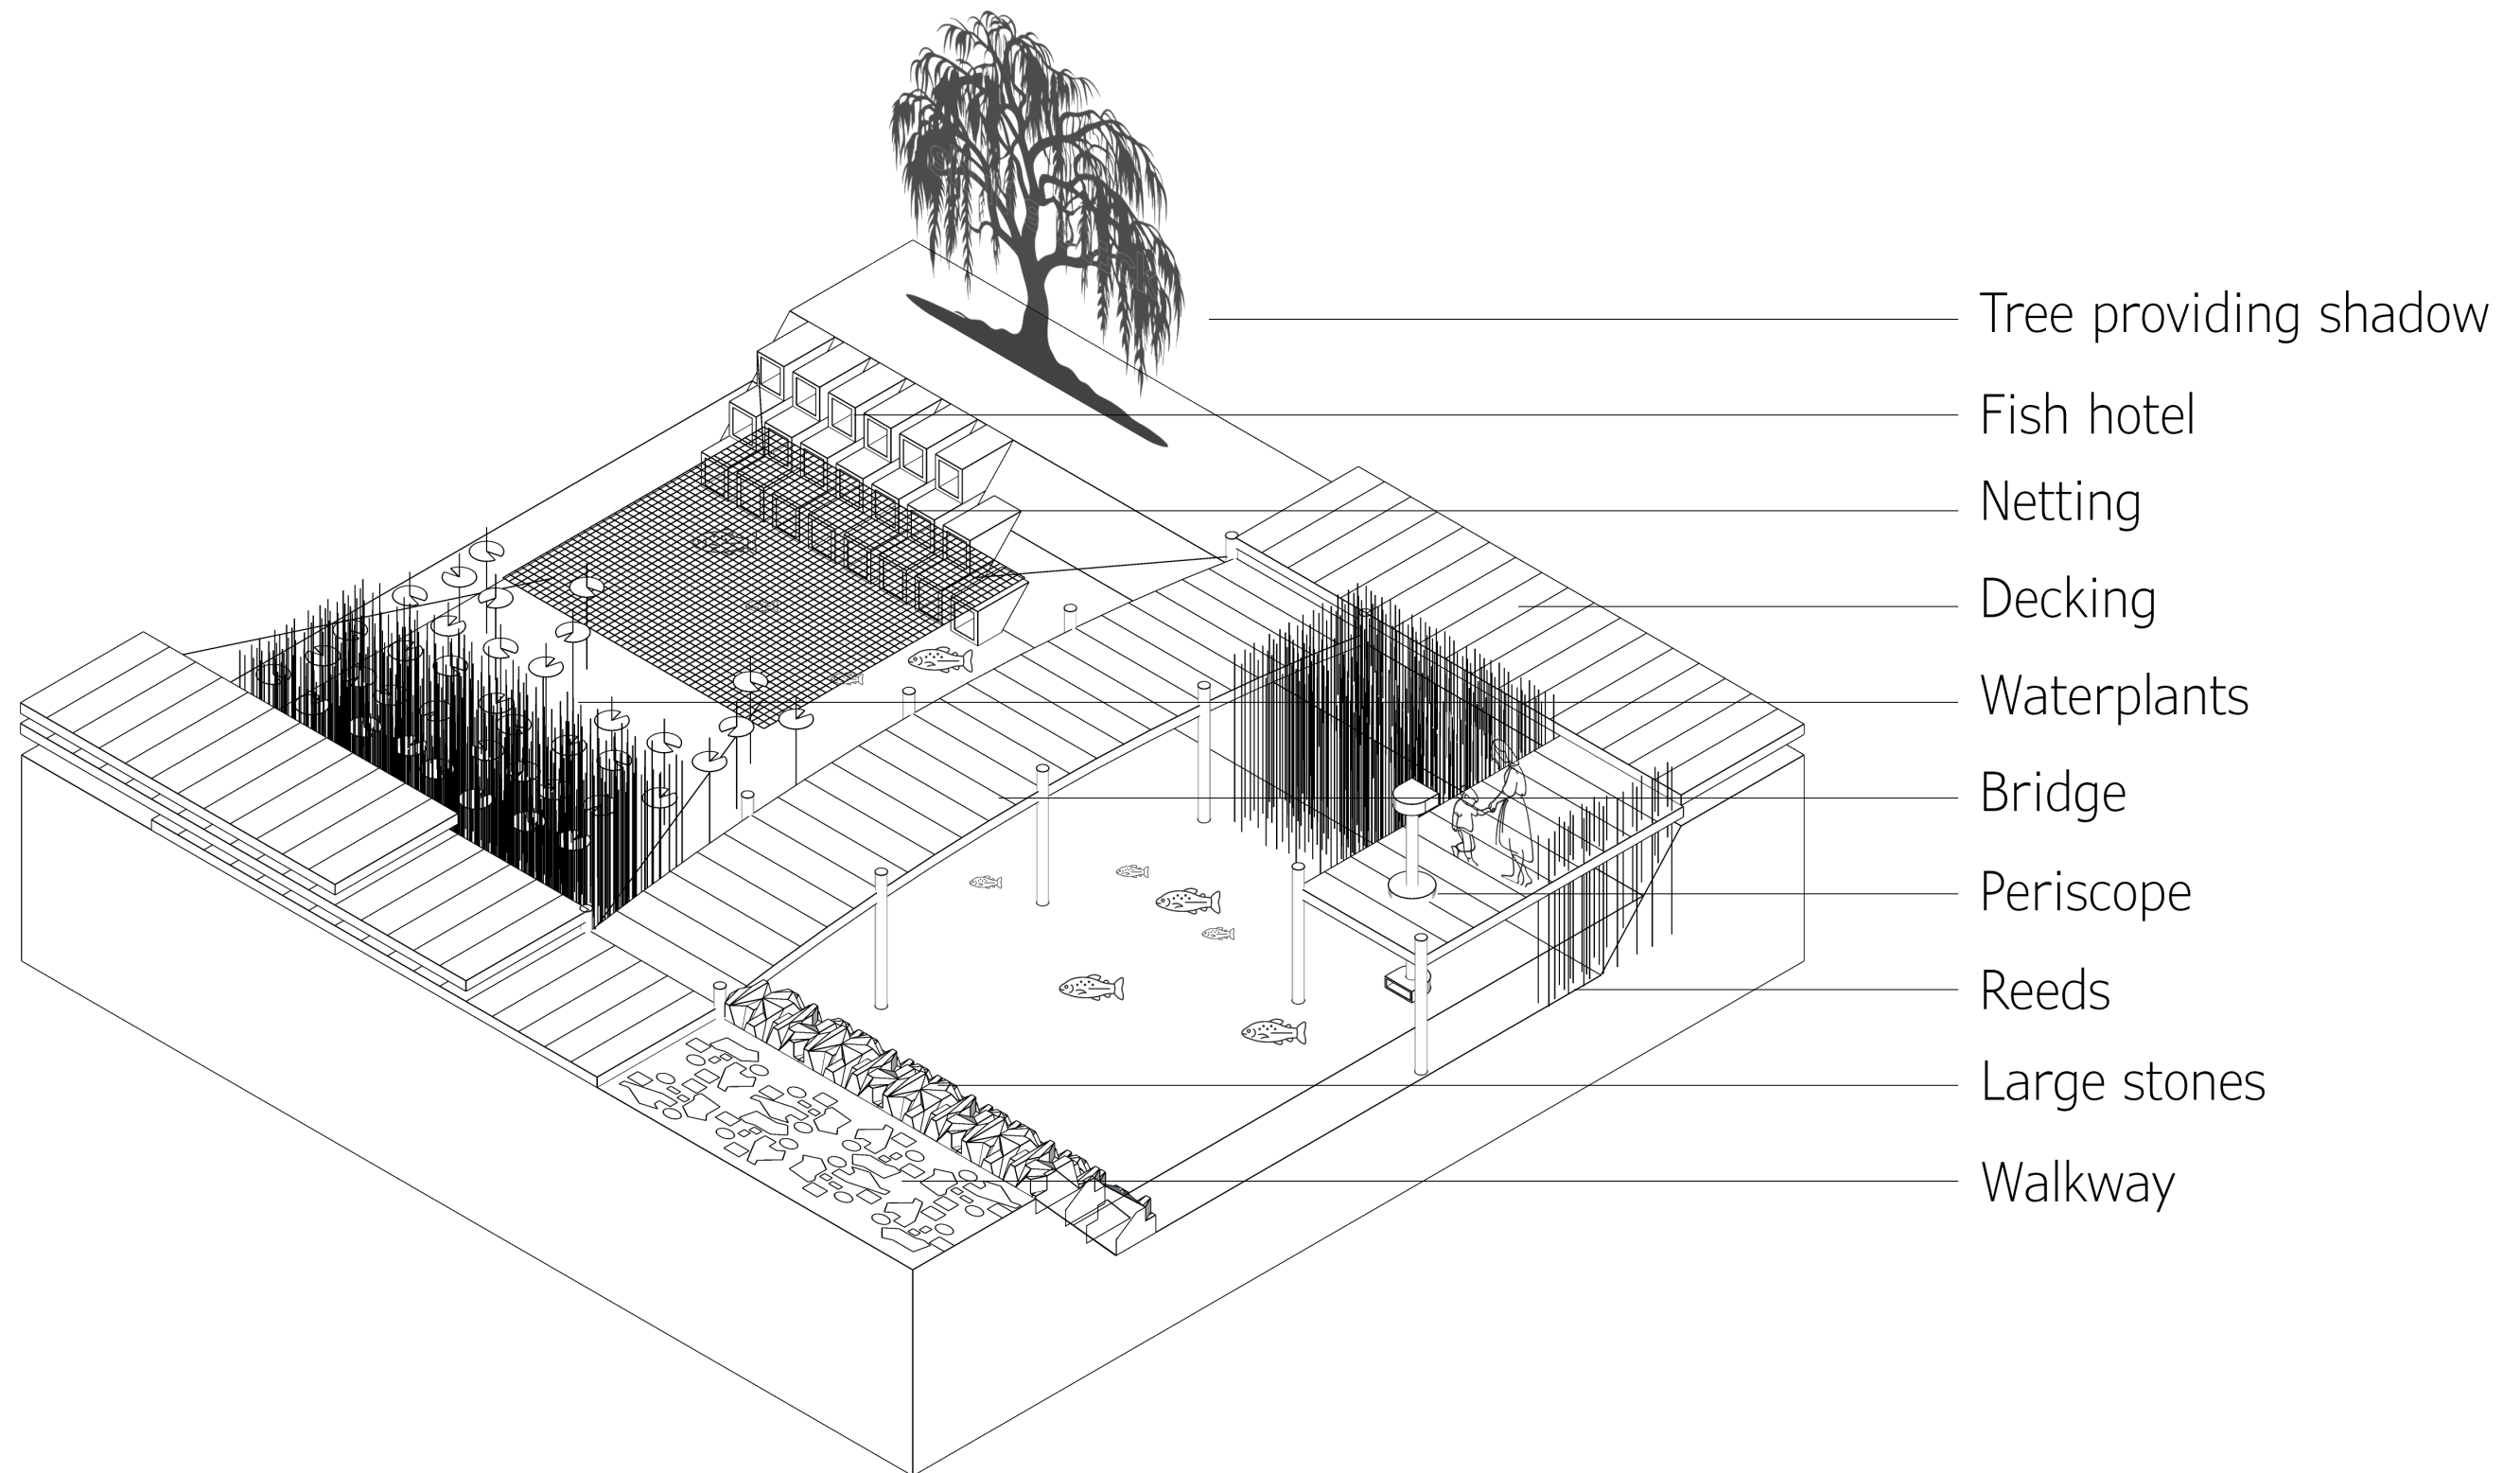 Tree providing shadow
Fish hotel
Netting
Decking
Waterplants
Bridge
Periscope
Reeds
Large stones
Walkway